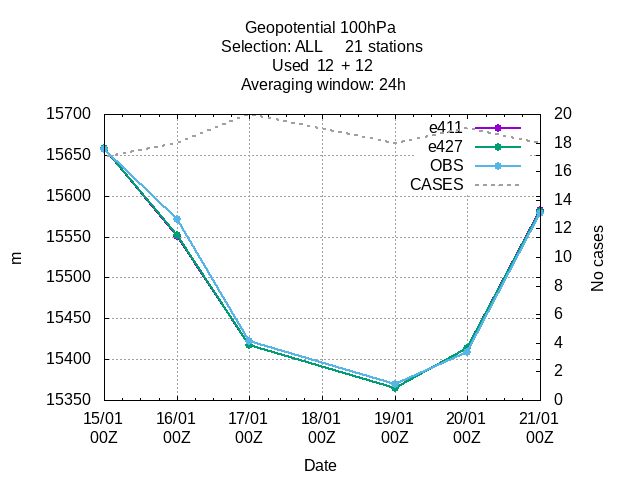 Geopotential 100hPa
Selection: ALL     21 stations
Used  12  + 12
Averaging window: 24h
15700
15650
15600
15550
15500
15450
15400
15350
m
20
18
16
14
12
10
8
6
4
2
0
No cases
e411
e427
OBS
CASES
15/01 16/01 17/01 18/01 19/01 20/01 21/01
00Z 00Z 00Z 00Z 00Z 00Z 00Z
Date